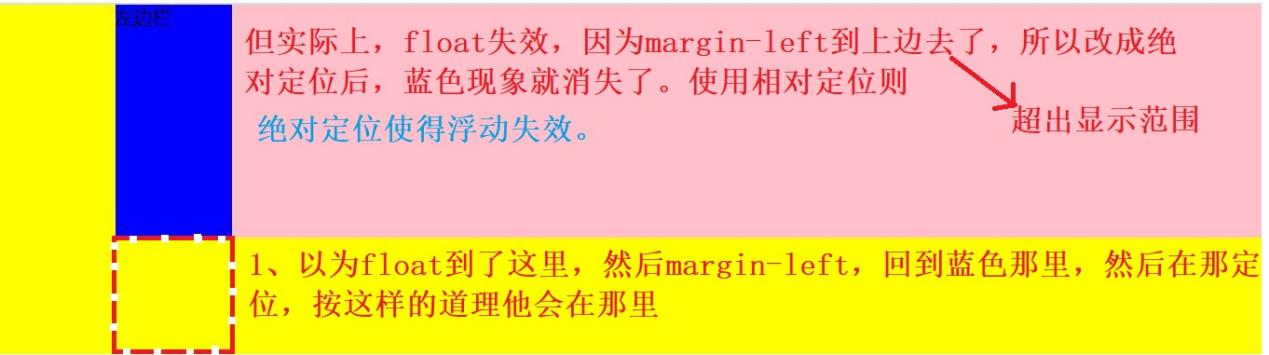 左边栏
但实际上，float失效，因为margin-left到上边去了，所以改成绝
对定位后，蓝色现象就消失了。使用相对定位则
超出显示范围
绝对定位使得浮动失效。
1、以为float到了这里，然后margin-left，回到蓝色那里，然后在那定
位，按这样的道理他会在那里